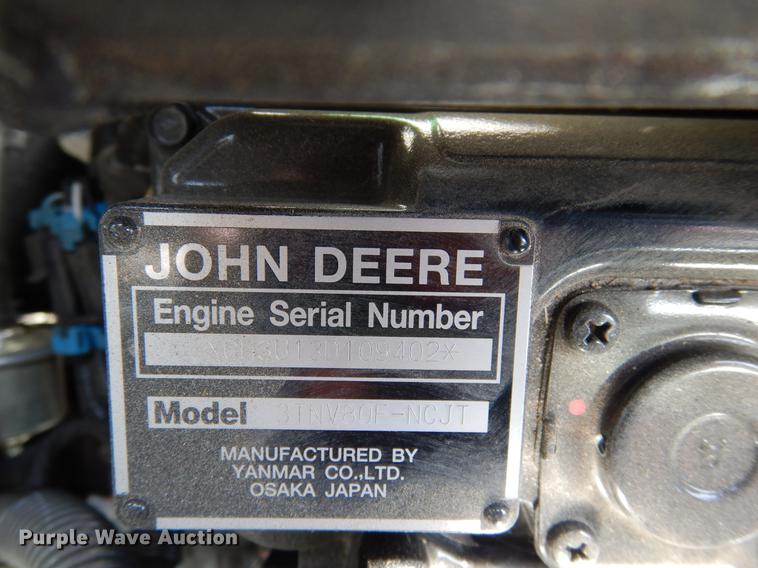 JOHN DEERE
Engine Serial Number
Model 3TNV80F-NCJT
MANUFACTURED BY
YANMAR CO.,LTD.
OSAKA JAPAN
Purple Wave Auction